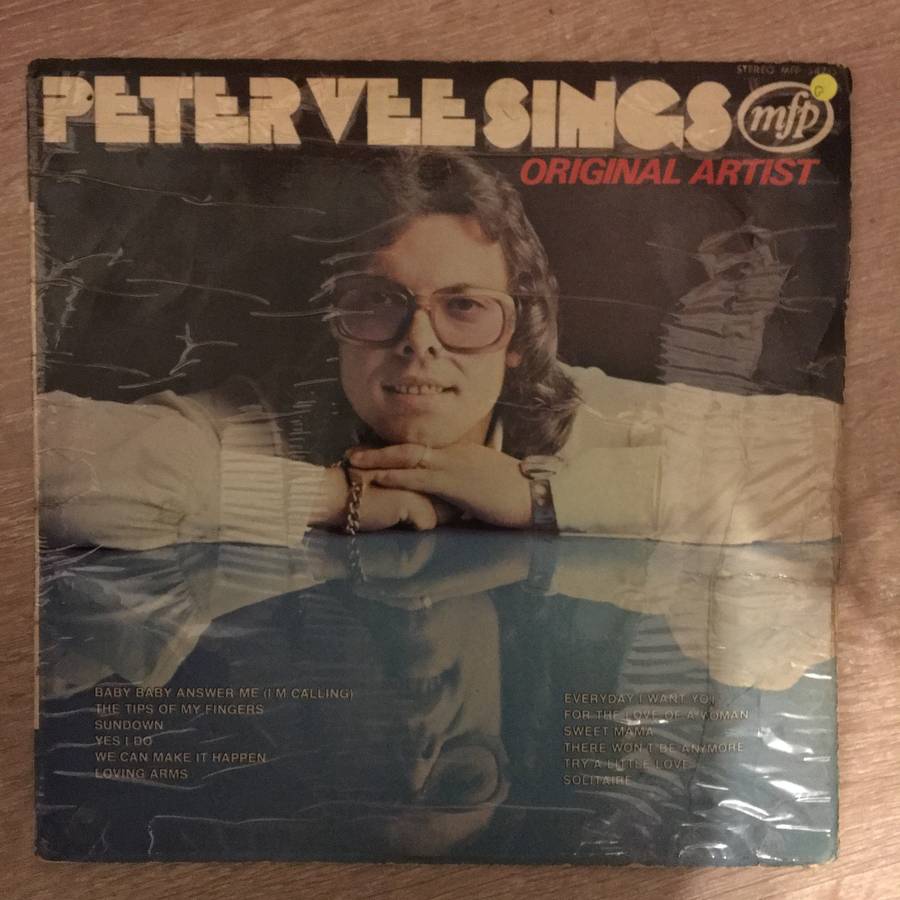 STEREO MFP
PETER VEE SINGS
mfp
G
ORIGINAL ARTIST
BABY BABY ANSWER ME (I'M CALLING)
THE TIPS OF MY FINGERS
SUNDOWN
YES I DO
WE CAN MAKE IT HAPPEN
LOVING ARMS
EVERYDAY I WANT YOU
FOR THE LOVE OF A WOMAN
SWEET MAMA
THERE WON'T BE ANYMORE
TRY A LITTLE LOVE
SOLITAIRE